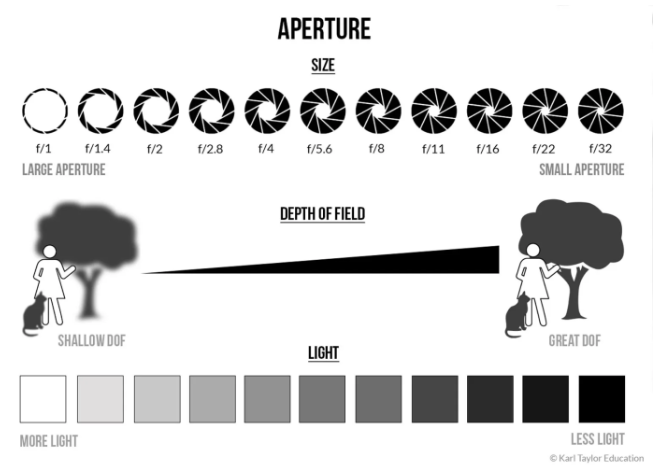 APERTURE
SIZE
f/1 f/1.4 f/2 f/2.8 f/4 f/5.6 f/8 f/11 f/16 f/22 f/32
LARGE APERTURE SMALL APERTURE
DEPTH OF FIELD
SHALLOW DOF GREAT DOF
LIGHT
MORE LIGHT LESS LIGHT
© Karl Taylor Education